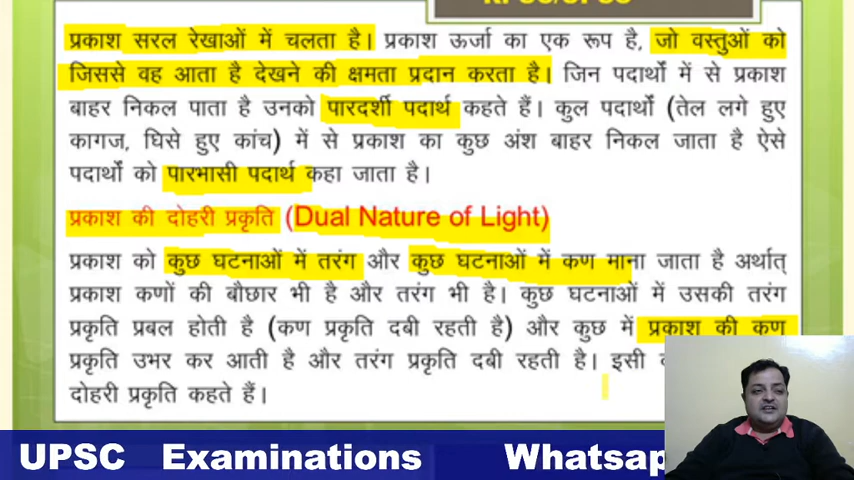 प्रकाश सरल रेखाओं में चलता है। प्रकाश ऊर्जा का एक रूप है, जो वस्तुओं को
जिससे वह आता है देखने की क्षमता प्रदान करता है। जिन पदार्थों में से प्रकाश
बाहर निकल पाता है उनको पारदर्शी पदार्थ कहते हैं। कुल पदार्थों (तेल लगे हुए
कागज, घिसे हुए कांच) में से प्रकाश का कुछ अंश बाहर निकल जाता है ऐसे
पदार्थों को पारभासी पदार्थ कहा जाता है।
प्रकाश की दोहरी प्रकृति (Dual Nature of Light)
प्रकाश को कुछ घटनाओं में तरंग और कुछ घटनाओं में कण माना जाता है अर्थात्
प्रकाश कणों की बौछार भी है और तरंग भी है। कुछ घटनाओं में उसकी तरंग
प्रकृति प्रबल होती है (कण प्रकृति दबी रहती है) और कुछ में प्रकाश की कण
प्रकृति उभर कर आती है और तरंग प्रकृति दबी रहती है। इसी
दोहरी प्रकृति कहते हैं।
UPSC Examinations Whatsap